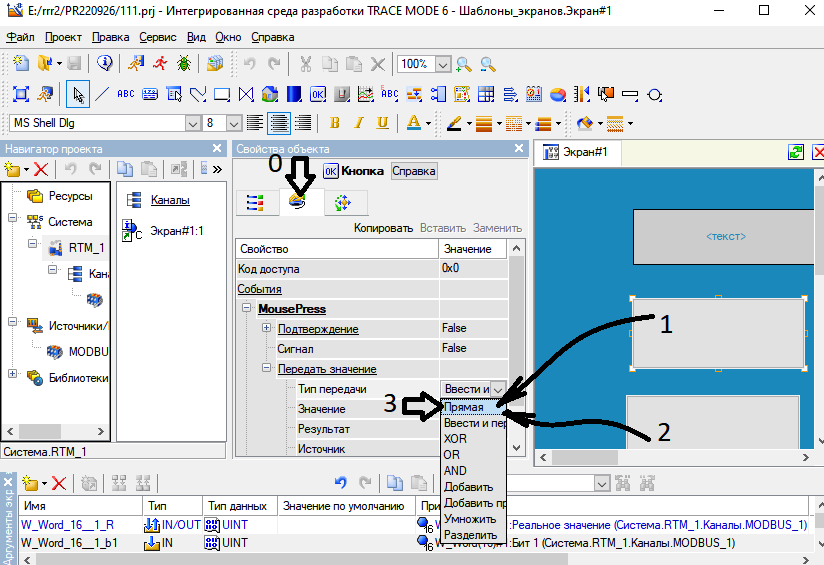 E:/rrr2/PR220926/111.prj - Интегрированная среда разработки TRACE MODE 6 - Шаблоны_экранов.Экран#1
Файл Проект Правка Сервис Вид Окно Справка
100%
ABC OK ABC
MS Shell Dlg 8 B I U A
Навигатор проекта
Свойства объекта
Экран#1
0
OK Кнопка Справка
Ресурсы
Система
RTM_1
Кан
Источники/
MODBU
Библиотеки
Каналы
Экран#1:1
Копировать Вставить Заменить
Свойство Значение
Код доступа 0x0
События
MousePress
Подтверждение False
Сигнал False
Передать значение
Тип передачи Ввести и
Значение
Результат
Источник
3
Прямая
Ввести и пер
XOR
OR
AND
Добавить
Добавить пр
Умножить
Разделить
<текст>
1
2
Система.RTM_1
Аргументы экр
Имя Тип Тип данных Значение по умолчанию При
W_Word_16__1_R IN/OUT UINT W_ :Реальное значение (Система.RTM_1.Каналы.MODBUS_1)
W_Word_16__1_b1 IN UINT :Бит 1 (Система.RTM_1.Каналы.MODBUS_1)